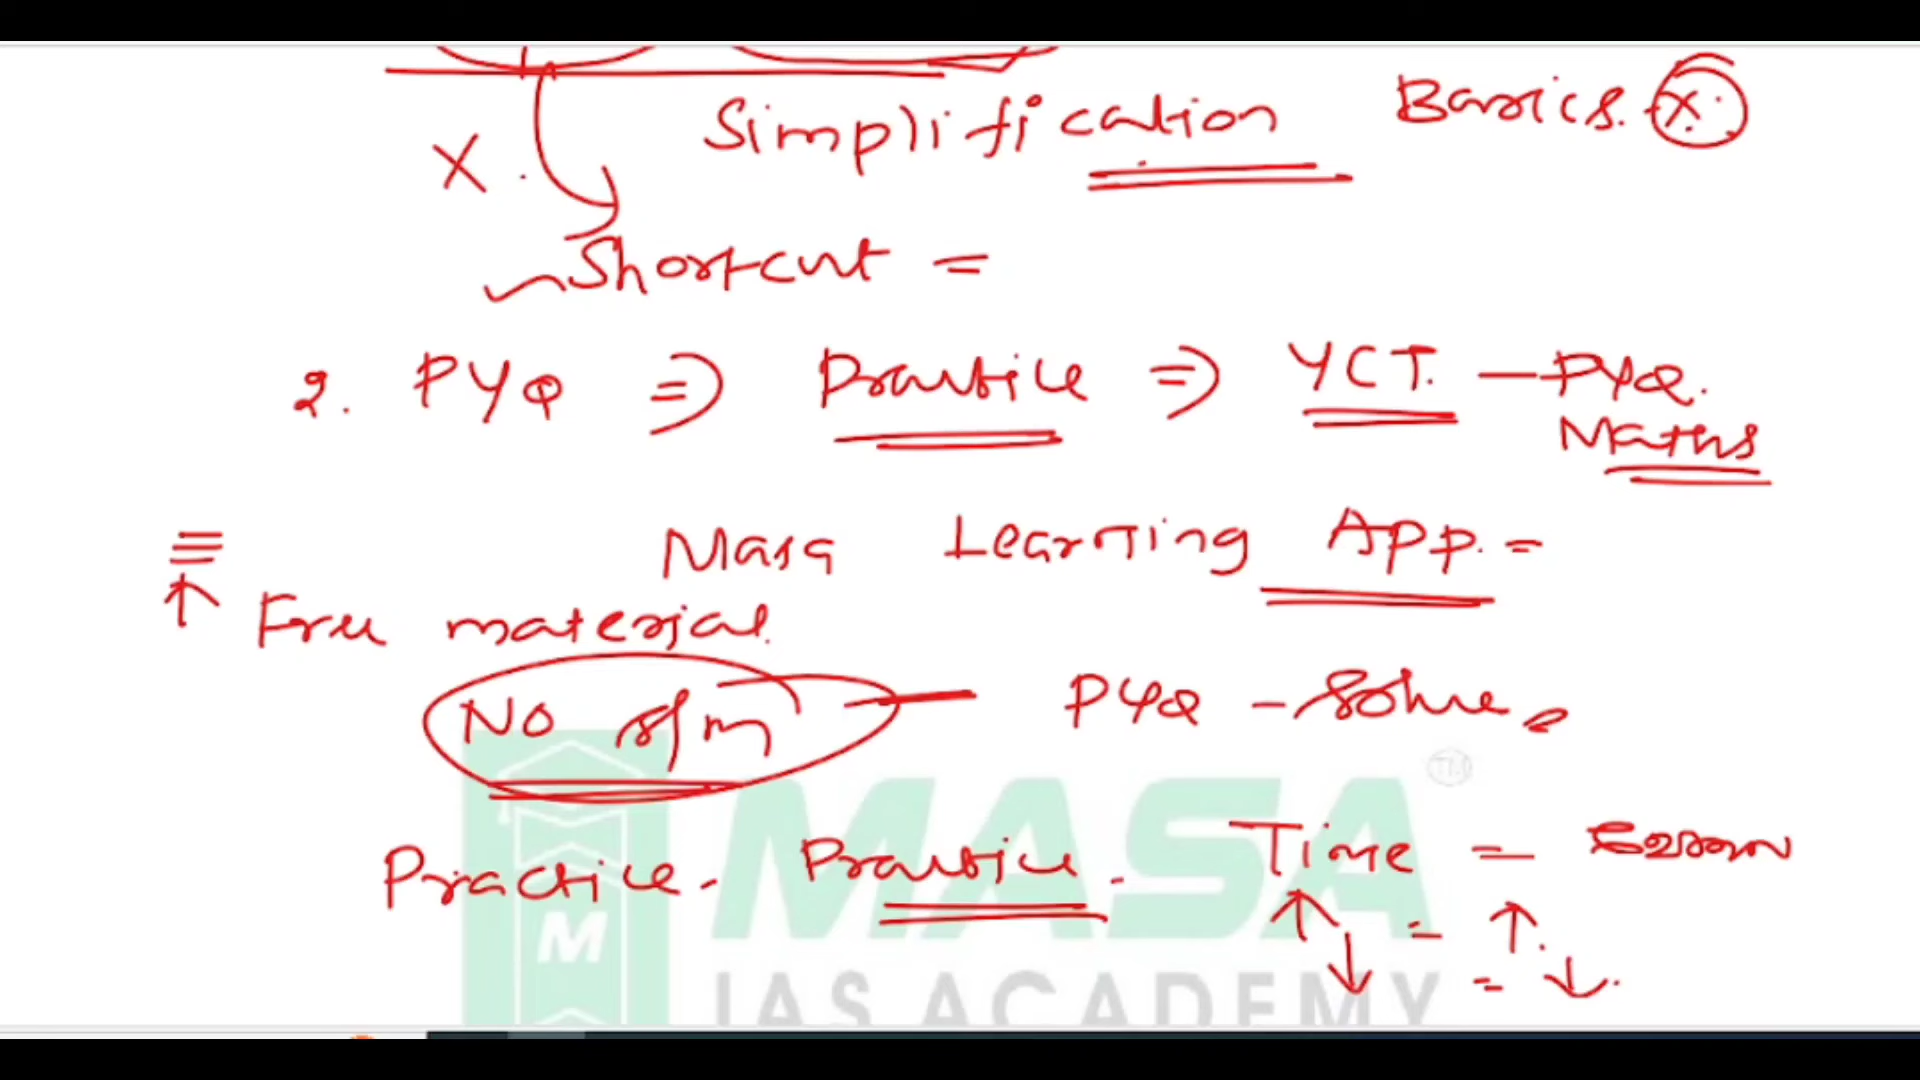 Simplification Basics. X.
X.
Shortcut =
2. PYQ ⇒ Practice ⇒ YCT. — PYQ.
Maths
Masa Learning App. =
≡
↑ Free material.
No s/m — PYQ - Solve
Practice. Practice. Time =
↑ = ↑.
↓ = ↓.
MASA
M
IAS ACADEMY